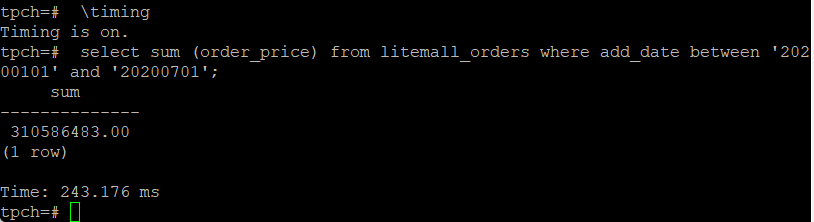 tpch=#  \timing
Timing is on.
tpch=#  select sum (order_price) from litemall_orders where add_date between '202
00101' and '20200701';
     sum
--------------
 310586483.00
(1 row)

Time: 243.176 ms
tpch=#